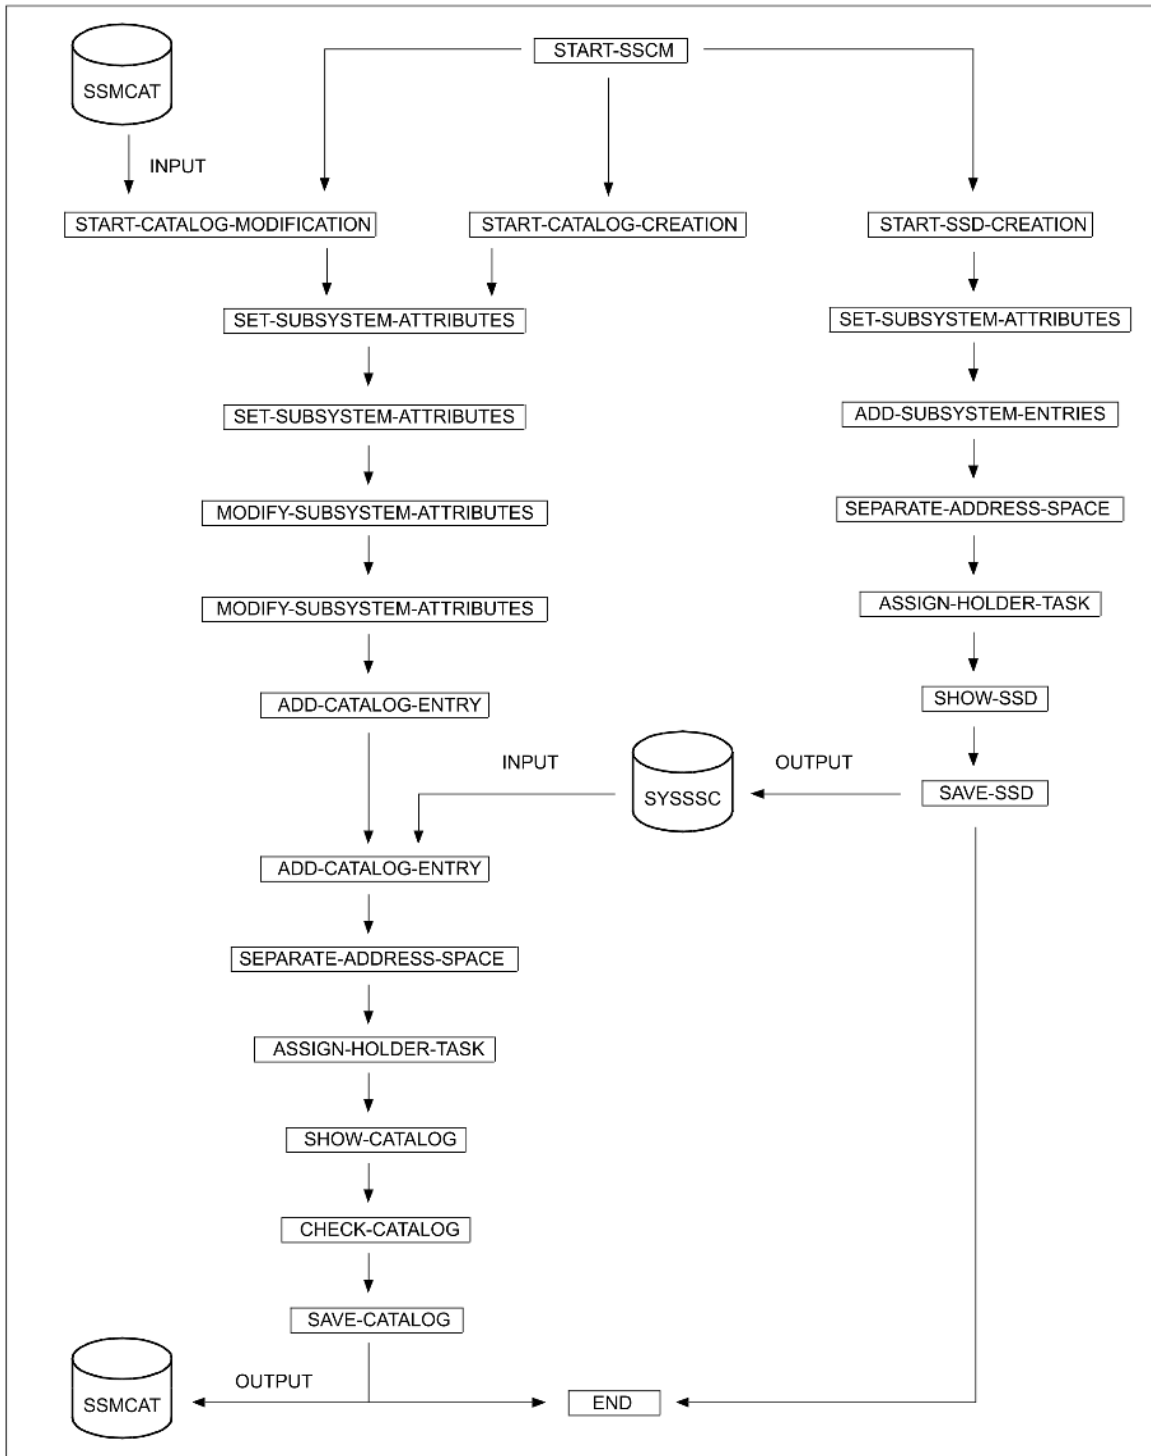 START-SSCM
SSMCAT
INPUT
START-CATALOG-MODIFICATION
START-CATALOG-CREATION
START-SSD-CREATION
SET-SUBSYSTEM-ATTRIBUTES
SET-SUBSYSTEM-ATTRIBUTES
SET-SUBSYSTEM-ATTRIBUTES
ADD-SUBSYSTEM-ENTRIES
MODIFY-SUBSYSTEM-ATTRIBUTES
SEPARATE-ADDRESS-SPACE
MODIFY-SUBSYSTEM-ATTRIBUTES
ASSIGN-HOLDER-TASK
ADD-CATALOG-ENTRY
SHOW-SSD
INPUT
OUTPUT
SYSSSC
SAVE-SSD
ADD-CATALOG-ENTRY
SEPARATE-ADDRESS-SPACE
ASSIGN-HOLDER-TASK
SHOW-CATALOG
CHECK-CATALOG
SAVE-CATALOG
OUTPUT
SSMCAT
END